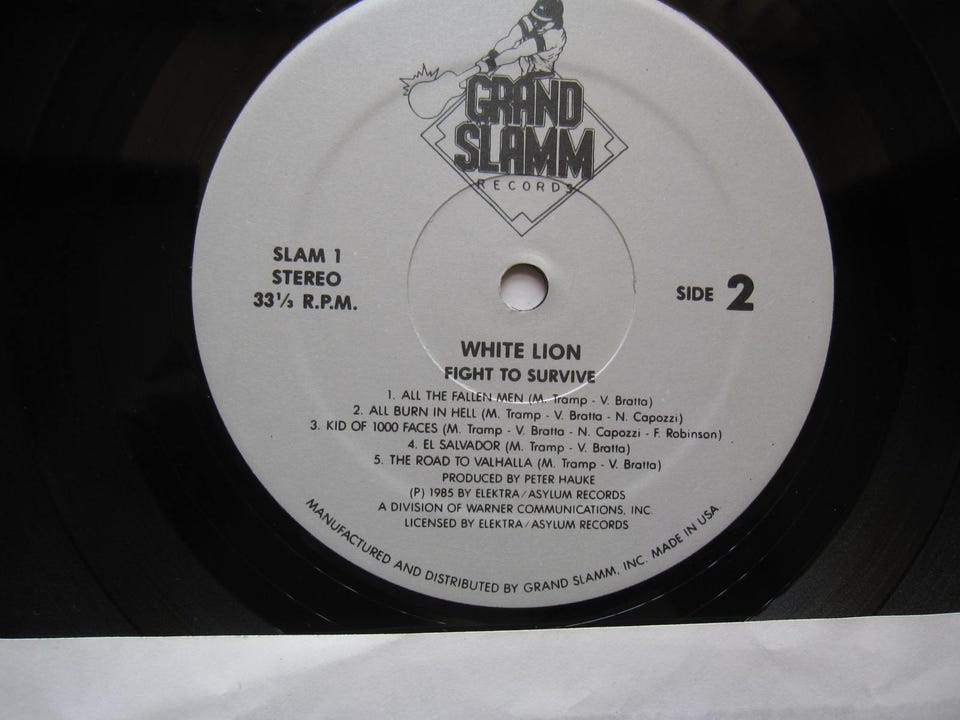 GRAND
SLAMM
RECORDS
SLAM 1
STEREO
33⅓ R.P.M.
SIDE 2
WHITE LION
FIGHT TO SURVIVE
1. ALL THE FALLEN MEN (M. Tramp - V. Bratta)
2. ALL BURN IN HELL (M. Tramp - V. Bratta - N. Capozzi)
3. KID OF 1000 FACES (M. Tramp - V. Bratta - N. Capozzi - F. Robinson)
4. EL SALVADOR (M. Tramp - V. Bratta)
5. THE ROAD TO VALHALLA (M. Tramp - V. Bratta)
PRODUCED BY PETER HAUKE
(P) 1985 BY ELEKTRA/ASYLUM RECORDS
A DIVISION OF WARNER COMMUNICATIONS, INC.
LICENSED BY ELEKTRA/ASYLUM RECORDS
MANUFACTURED AND DISTRIBUTED BY GRAND SLAMM, INC. MADE IN USA